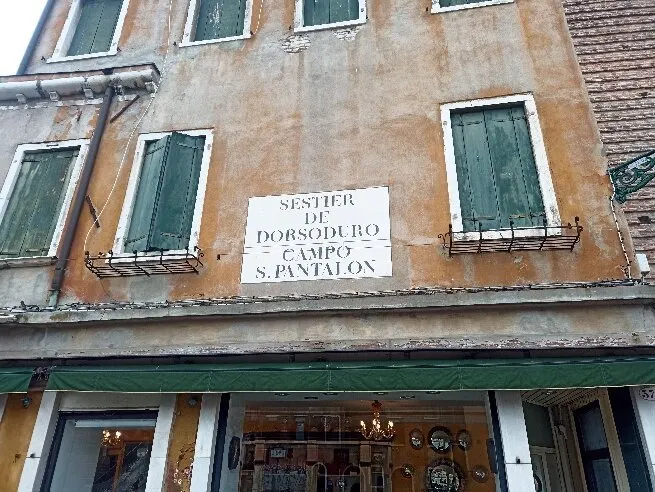 SESTIER
DE
DORSODURO
CAMPO
S. PANTALON